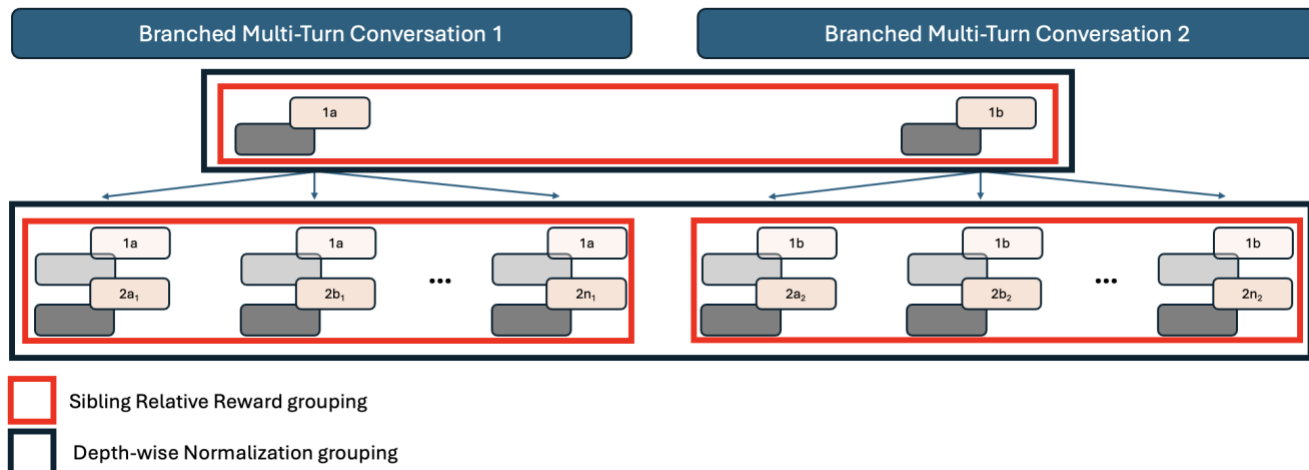 Branched Multi-Turn Conversation 1
Branched Multi-Turn Conversation 2
1a
1b
1a
1a
1a
1b
1b
1b
...
...
2a₁
2b₁
2n₁
2a₂
2b₂
2n₂
Sibling Relative Reward grouping
Depth-wise Normalization grouping